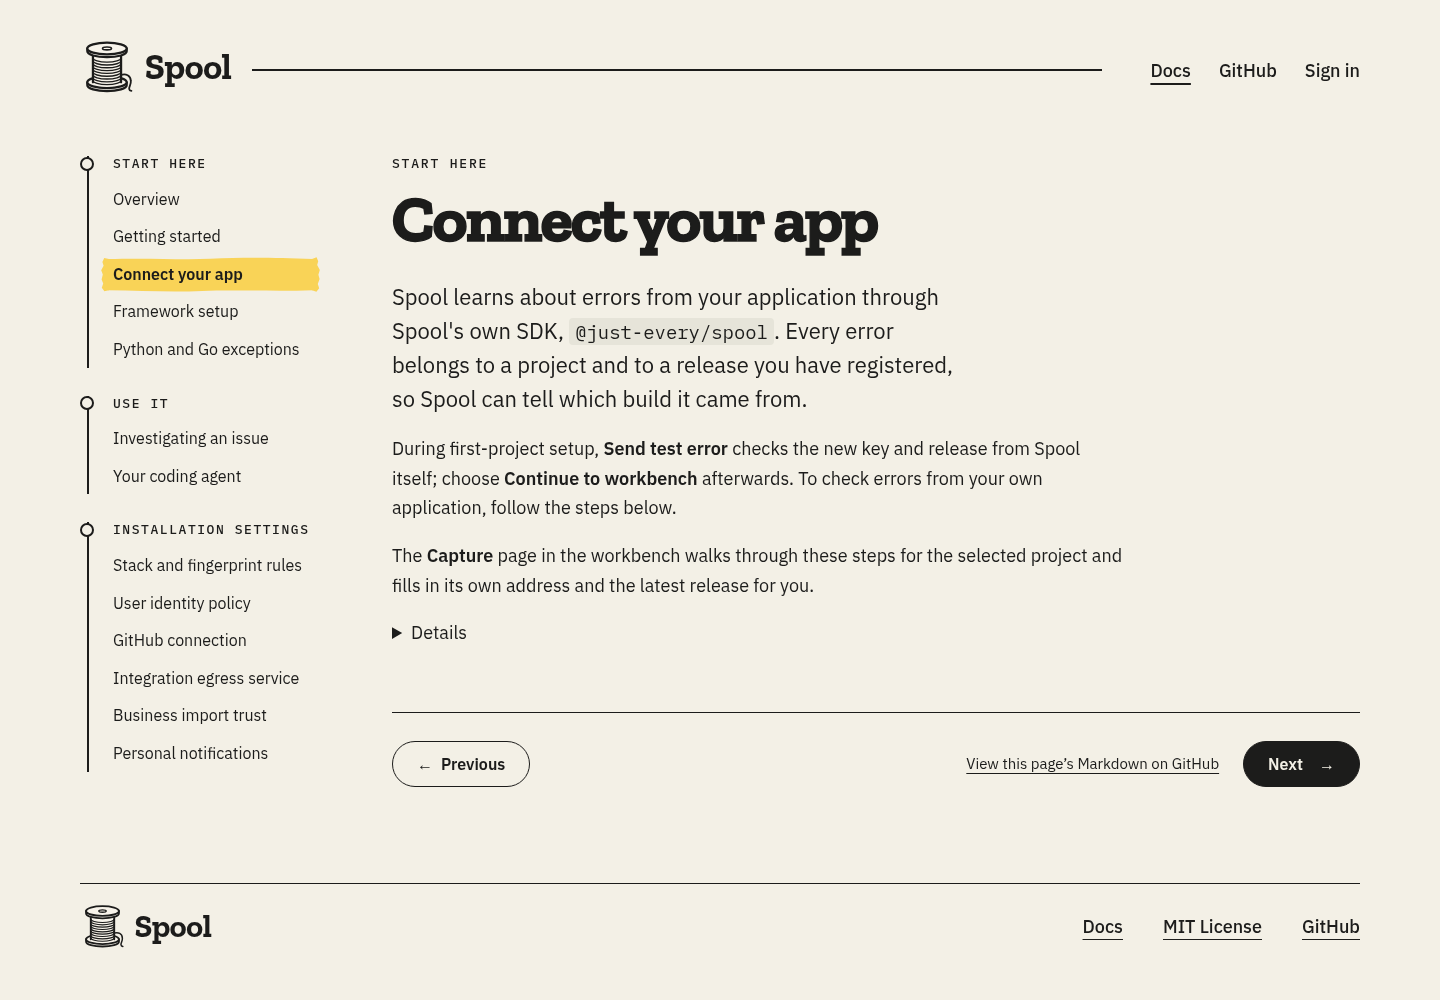 Spool
Docs
GitHub
Sign in
START HERE
Overview
Getting started
Connect your app
Framework setup
Python and Go exceptions
USE IT
Investigating an issue
Your coding agent
INSTALLATION SETTINGS
Stack and fingerprint rules
User identity policy
GitHub connection
Integration egress service
Business import trust
Personal notifications
START HERE
Connect your app
Spool learns about errors from your application through
Spool's own SDK, @just-every/spool. Every error
belongs to a project and to a release you have registered,
so Spool can tell which build it came from.
During first-project setup, Send test error checks the new key and release from Spool
itself; choose Continue to workbench afterwards. To check errors from your own
application, follow the steps below.
The Capture page in the workbench walks through these steps for the selected project and
fills in its own address and the latest release for you.
▶ Details
← Previous
View this page’s Markdown on GitHub
Next →
Spool
Docs
MIT License
GitHub